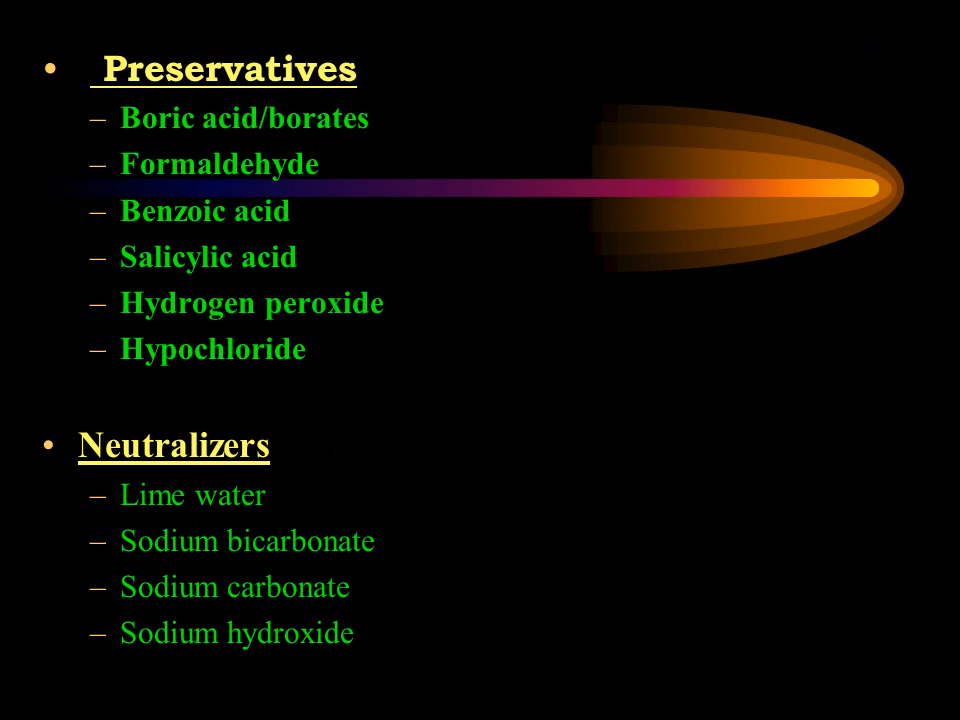 • Preservatives
– Boric acid/borates
– Formaldehyde
– Benzoic acid
– Salicylic acid
– Hydrogen peroxide
– Hypochloride
• Neutralizers
– Lime water
– Sodium bicarbonate
– Sodium carbonate
– Sodium hydroxide